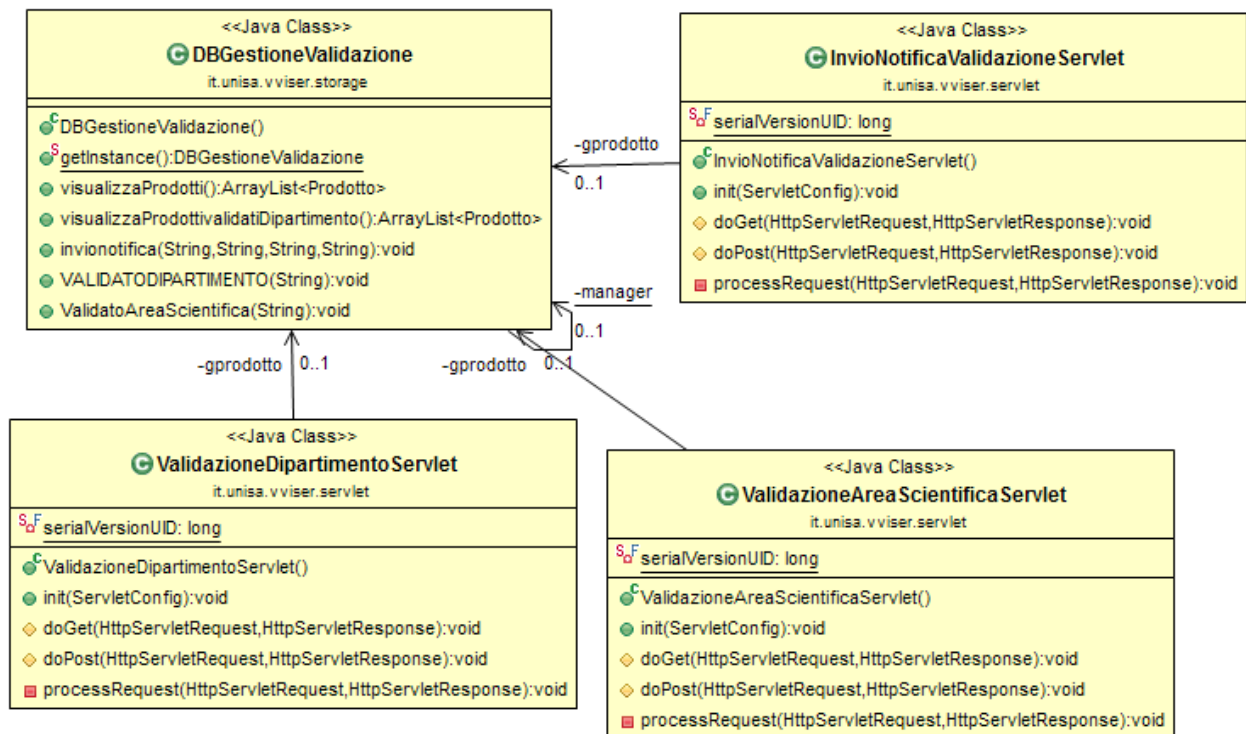 <<Java Class>>
DBGestioneValidazione
it.unisa.vviser.storage
DBGestioneValidazione()
getInstance():DBGestioneValidazione
visualizzaProdotti():ArrayList<Prodotto>
visualizzaProdottivalidatiDipartimento():ArrayList<Prodotto>
invionotifica(String,String,String,String):void
VALIDATODIPARTIMENTO(String):void
ValidatoAreaScientifica(String):void
<<Java Class>>
InvioNotificaValidazioneServlet
it.unisa.vviser.servlet
serialVersionUID: long
InvioNotificaValidazioneServlet()
init(ServletConfig):void
doGet(HttpServletRequest,HttpServletResponse):void
doPost(HttpServletRequest,HttpServletResponse):void
processRequest(HttpServletRequest,HttpServletResponse):void
-gprodotto
0..1
-manager
0..1
-gprodotto
0..1
-gprodotto
0..1
<<Java Class>>
ValidazioneDipartimentoServlet
it.unisa.vviser.servlet
serialVersionUID: long
ValidazioneDipartimentoServlet()
init(ServletConfig):void
doGet(HttpServletRequest,HttpServletResponse):void
doPost(HttpServletRequest,HttpServletResponse):void
processRequest(HttpServletRequest,HttpServletResponse):void
<<Java Class>>
ValidazioneAreaScientificaServlet
it.unisa.vviser.servlet
serialVersionUID: long
ValidazioneAreaScientificaServlet()
init(ServletConfig):void
doGet(HttpServletRequest,HttpServletResponse):void
doPost(HttpServletRequest,HttpServletResponse):void
processRequest(HttpServletRequest,HttpServletResponse):void